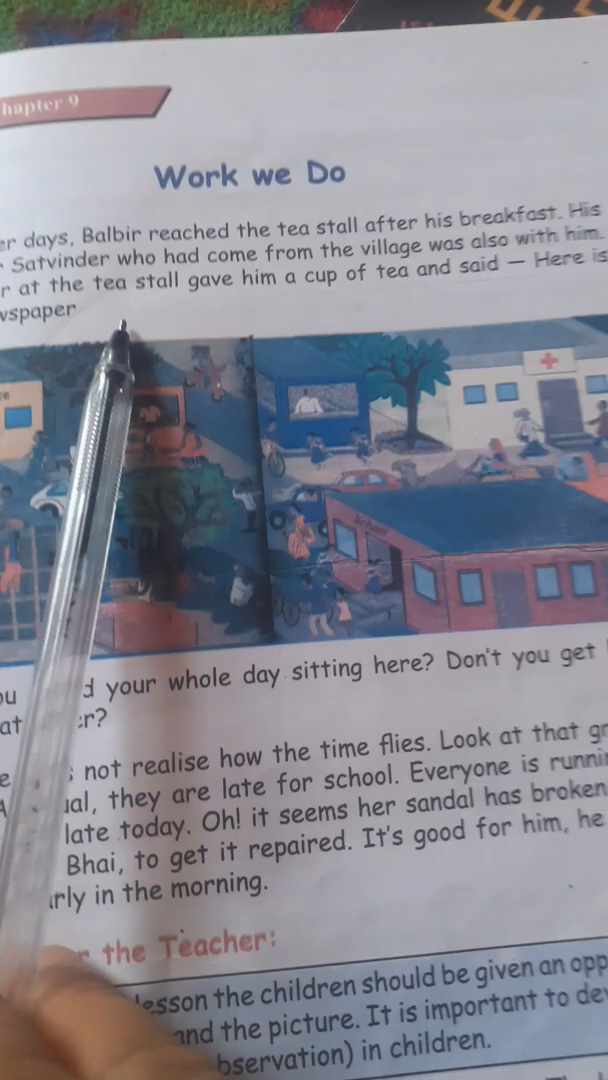 hapter 9
Work we Do
er days, Balbir reached the tea stall after his breakfast. His
Satvinder who had come from the village was also with him.
r at the tea stall gave him a cup of tea and said — Here is
wspaper
School
ou d your whole day sitting here? Don't you get
at er?
not realise how the time flies. Look at that gr
ual, they are late for school. Everyone is runni
late today. Oh! it seems her sandal has broken
Bhai, to get it repaired. It's good for him, he
rly in the morning.
r the Teacher:
lesson the children should be given an opp
and the picture. It is important to de
bservation) in children.